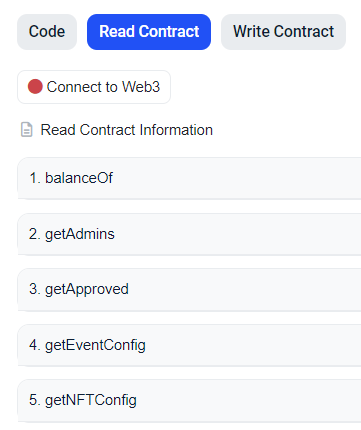 Code Read Contract Write Contract
Connect to Web3
Read Contract Information
1. balanceOf
2. getAdmins
3. getApproved
4. getEventConfig
5. getNFTConfig